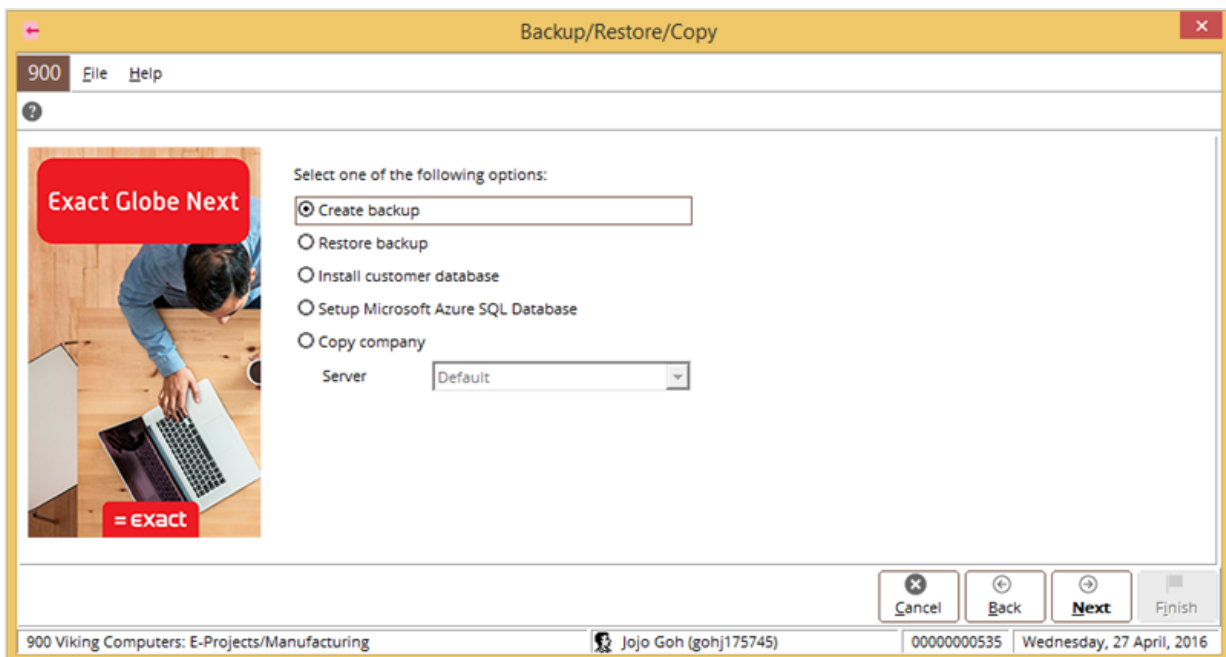 Backup/Restore/Copy
900 File Help
Exact Globe Next
Select one of the following options:
Create backup
Restore backup
Install customer database
Setup Microsoft Azure SQL Database
Copy company
Server Default
= exact
Cancel Back Next Finish
900 Viking Computers: E-Projects/Manufacturing Jojo Goh (gohj175745) 00000000535 Wednesday, 27 April, 2016